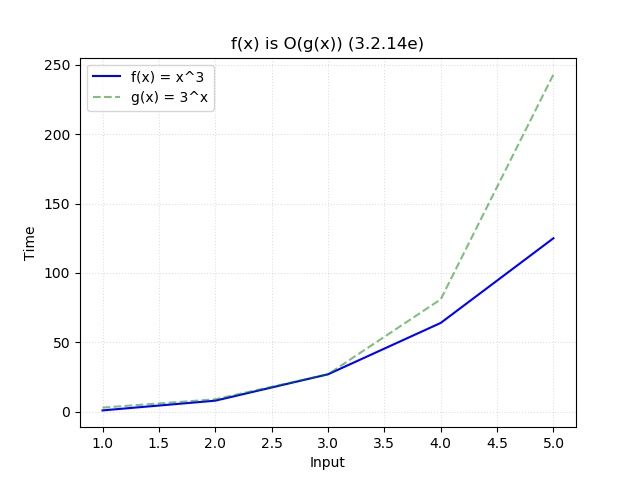 f(x) is O(g(x)) (3.2.14e)
f(x) = x^3
g(x) = 3^x
250
200
150
100
50
0
Time
1.0 1.5 2.0 2.5 3.0 3.5 4.0 4.5 5.0
Input